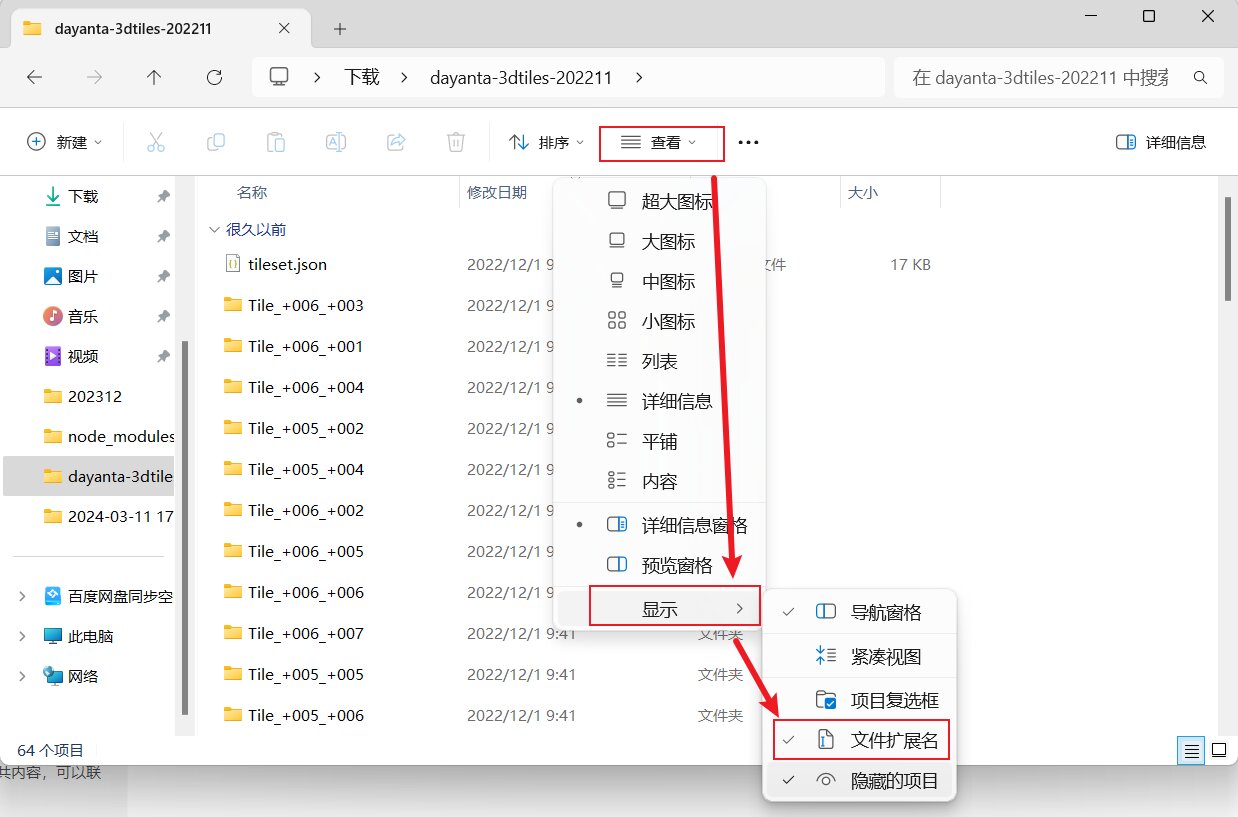 dayanta-3dtiles-202211
下载 dayanta-3dtiles-202211 在 dayanta-3dtiles-202211 中搜索
新建 排序 查看 详细信息
下载
文档
图片
音乐
视频
202312
node_modules
dayanta-3dtile
2024-03-11 17
百度网盘同步空
此电脑
网络
名称 修改日期 大小
很久以前
tileset.json 2022/12/1 9 文件 17 KB
Tile_+006_+003 2022/12/1 9
Tile_+006_+001 2022/12/1 9
Tile_+006_+004 2022/12/1 9
Tile_+005_+002 2022/12/1 9
Tile_+005_+004 2022/12/1 9
Tile_+006_+002 2022/12/1 9
Tile_+006_+005 2022/12/1 9
Tile_+006_+006 2022/12/1 9
Tile_+006_+007 2022/12/1 9:41 文件夹
Tile_+005_+005 2022/12/1 9:41 文件夹
Tile_+005_+006 2022/12/1 9:41 文件夹
超大图标
大图标
中图标
小图标
列表
详细信息
平铺
内容
详细信息窗格
预览窗格
显示
导航窗格
紧凑视图
项目复选框
文件扩展名
隐藏的项目
64 个项目
共内容，可以联